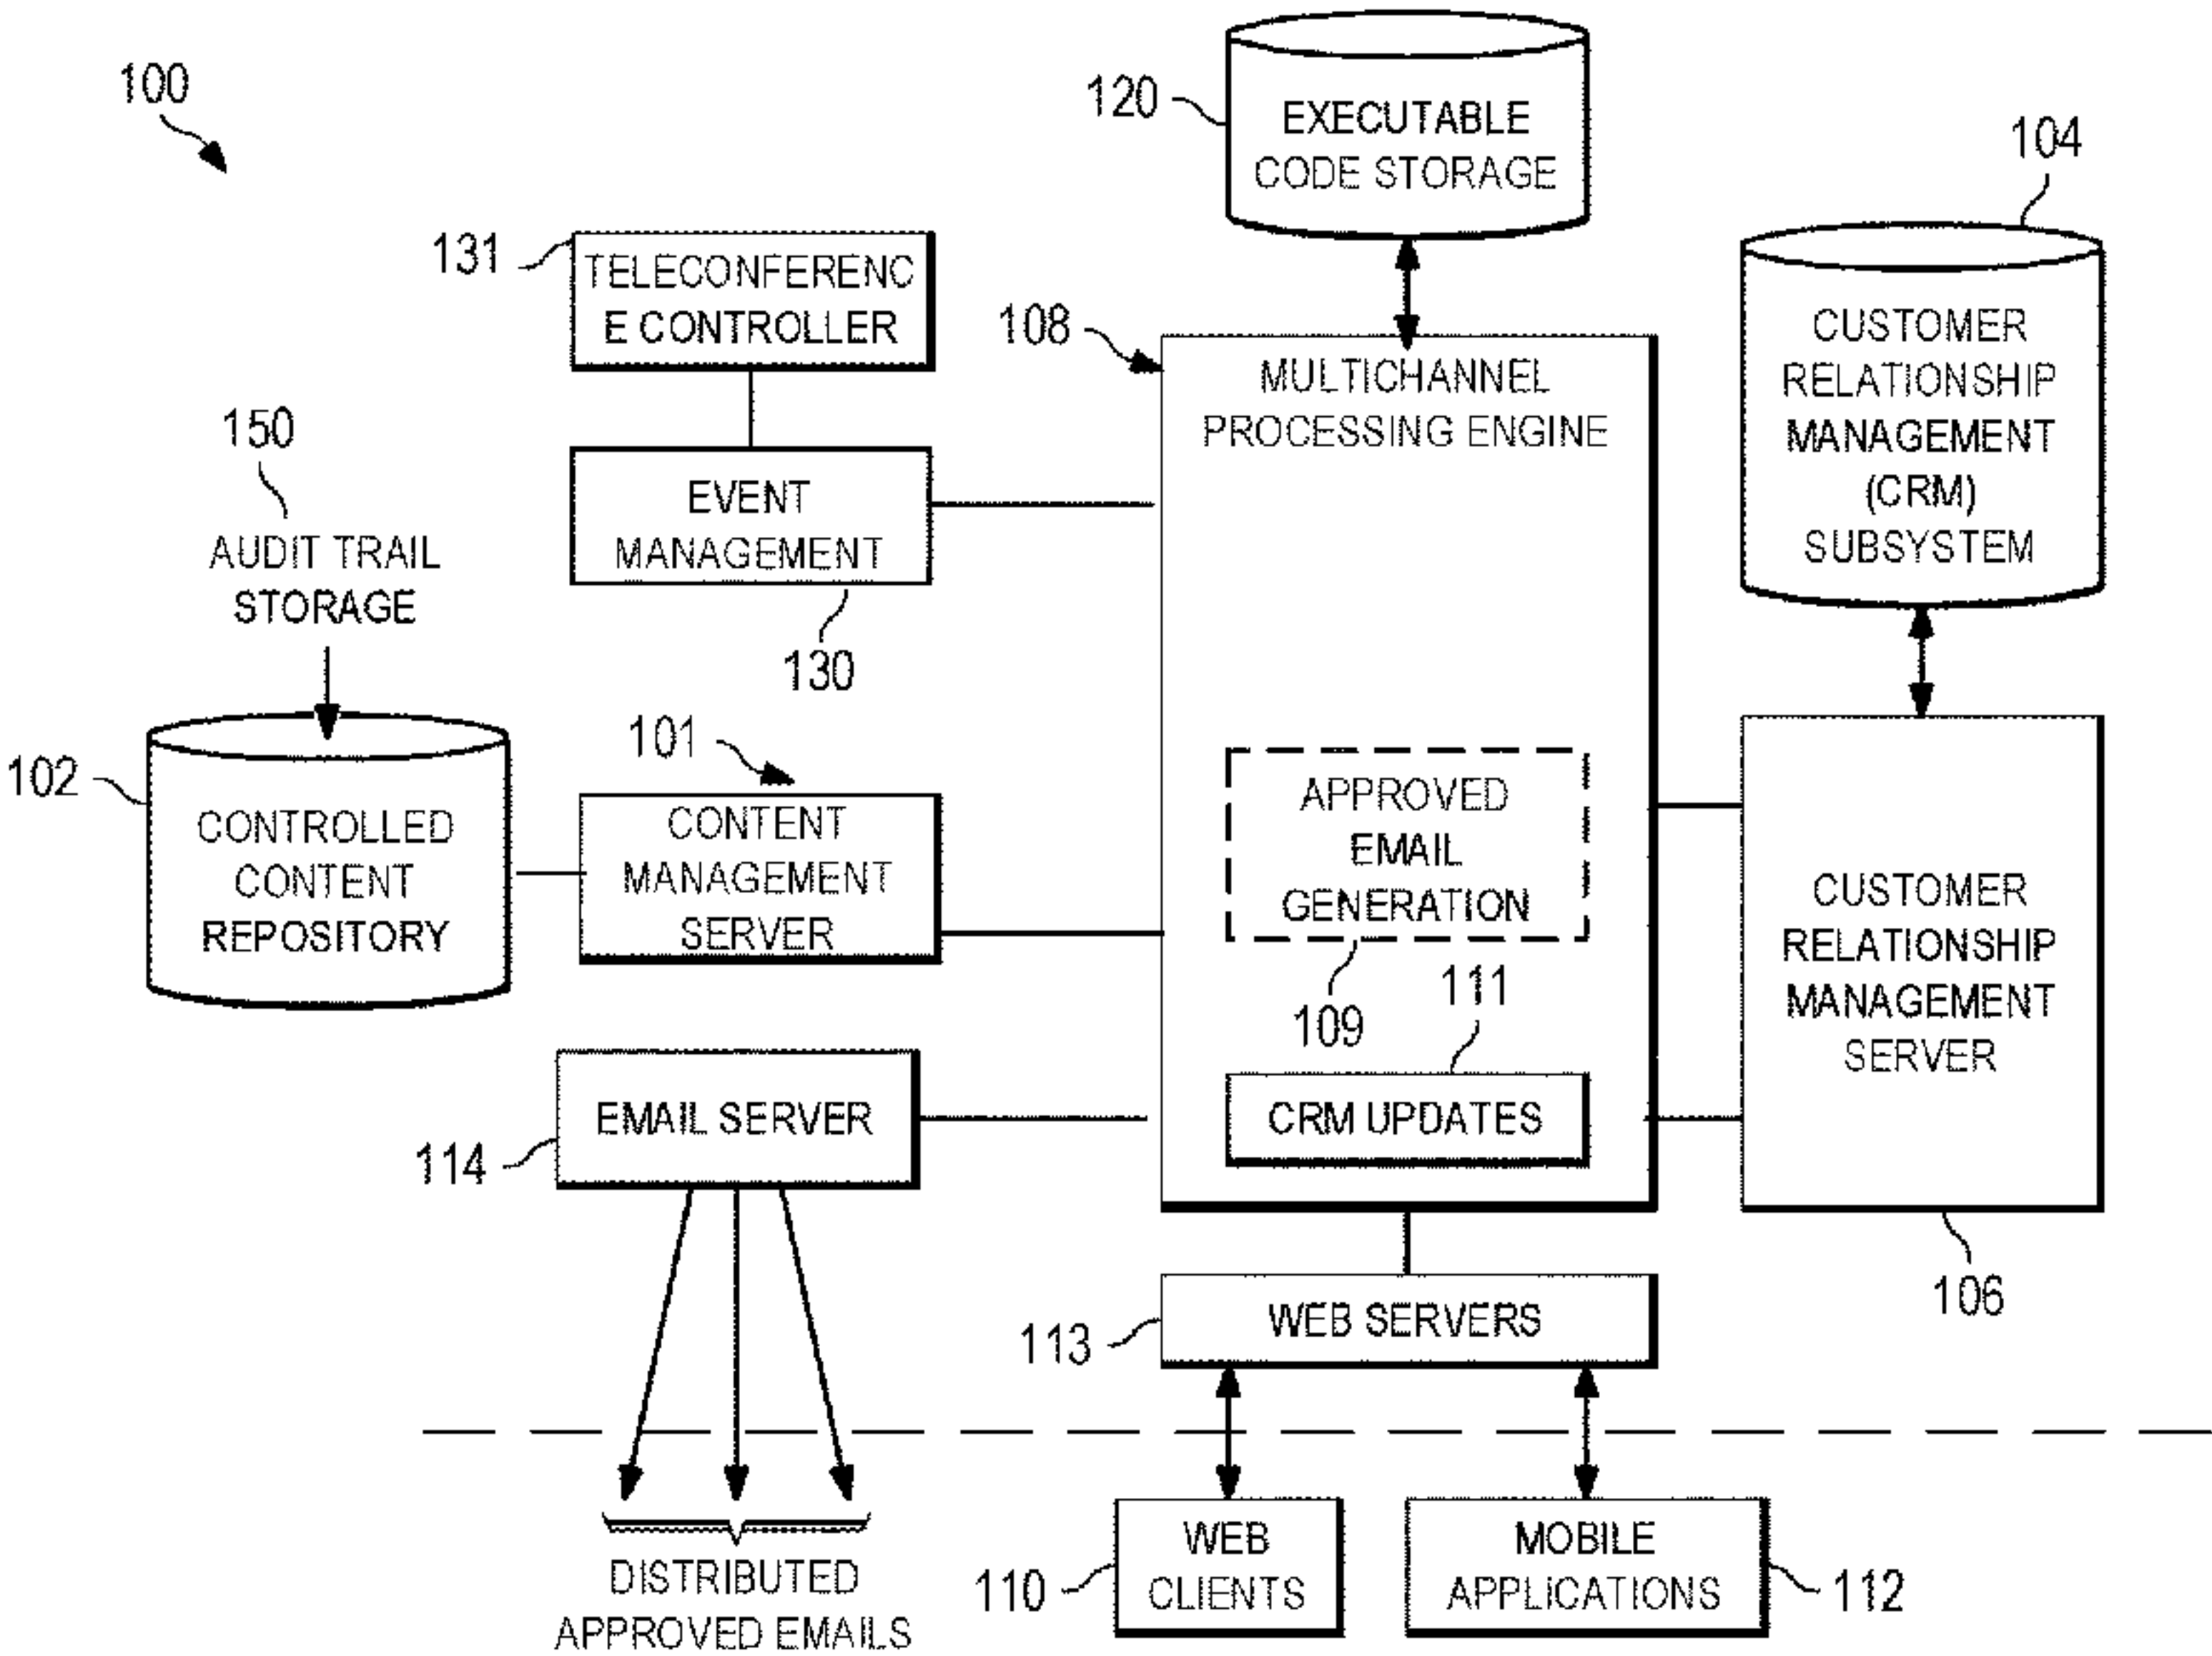 100
120
EXECUTABLE
CODE STORAGE
104
131
TELECONFERENC
E CONTROLLER
108
MULTICHANNEL
PROCESSING ENGINE
CUSTOMER
RELATIONSHIP
MANAGEMENT
(CRM)
SUBSYSTEM
150
AUDIT TRAIL
STORAGE
EVENT
MANAGEMENT
130
102
CONTROLLED
CONTENT
REPOSITORY
101
CONTENT
MANAGEMENT
SERVER
APPROVED
EMAIL
GENERATION
109
111
CRM UPDATES
CUSTOMER
RELATIONSHIP
MANAGEMENT
SERVER
106
EMAIL SERVER
114
113
WEB SERVERS
DISTRIBUTED
APPROVED EMAILS
110
WEB
CLIENTS
MOBILE
APPLICATIONS
112